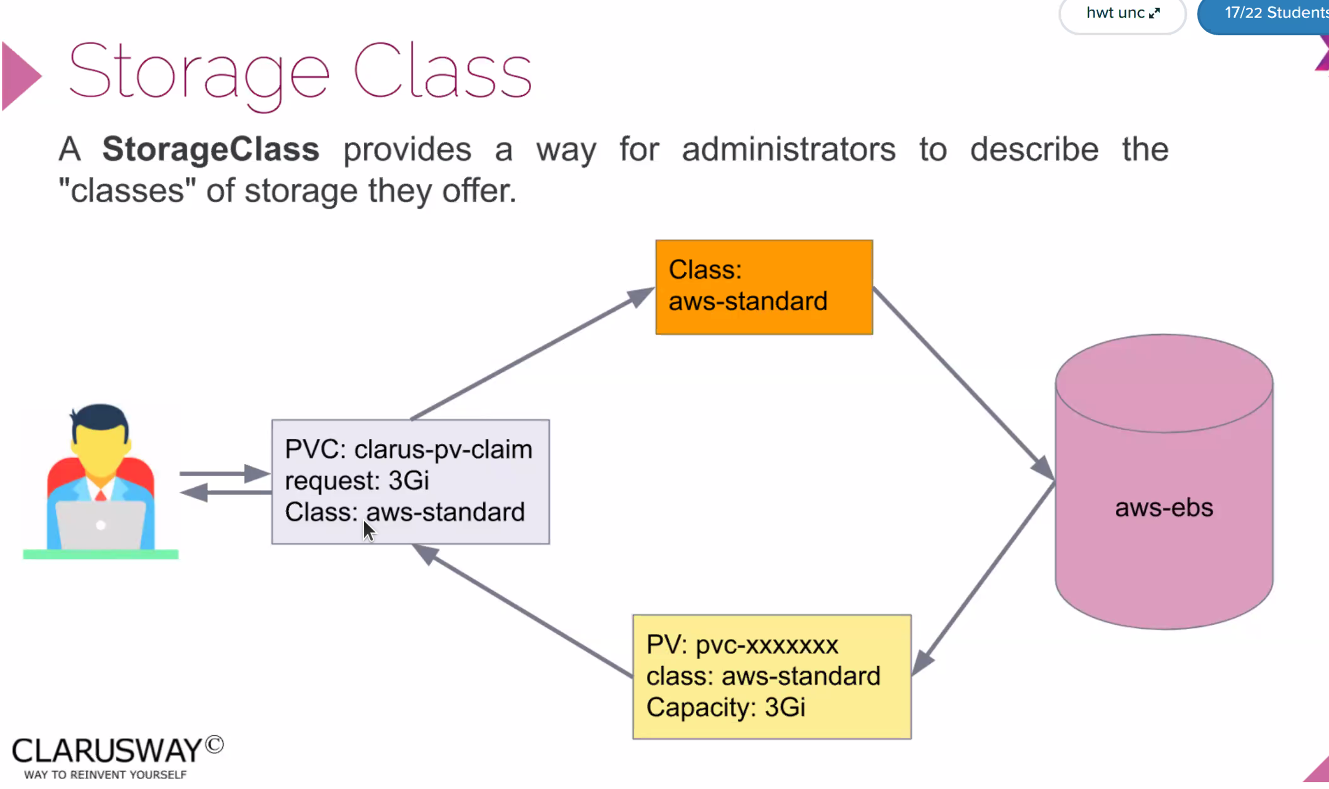 hwt unc
17/22 Students
Storage Class
A StorageClass provides a way for administrators to describe the
"classes" of storage they offer.
Class:
aws-standard
PVC: clarus-pv-claim
request: 3Gi
Class: aws-standard
aws-ebs
PV: pvc-xxxxxxx
class: aws-standard
Capacity: 3Gi
CLARUSWAY©
WAY TO REINVENT YOURSELF